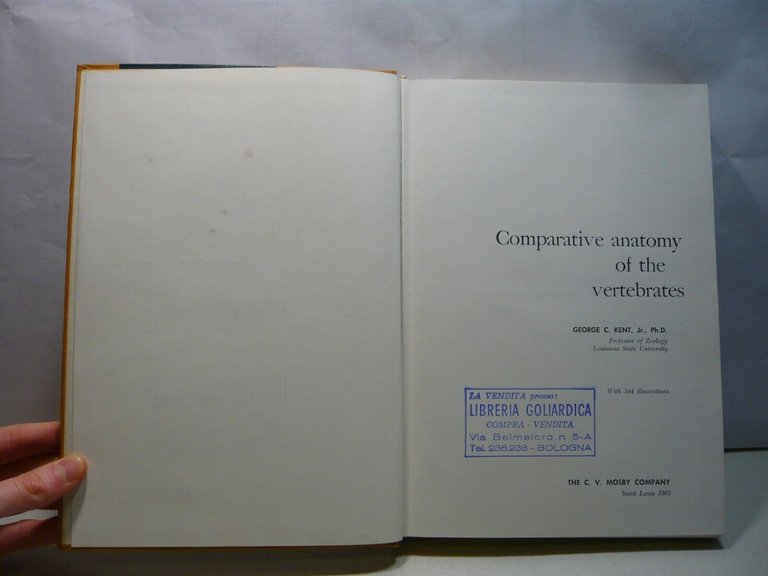 Comparative anatomy
of the
vertebrates
GEORGE C. KENT, Jr., Ph.D.
Professor of Zoology
Louisiana State University
With 344 illustrations
LA VENDITA presso:
LIBRERIA GOLIARDICA
COMPRA - VENDITA
Via Belmeloro n. 5-A
Tel. 238.238 - BOLOGNA
THE C. V. MOSBY COMPANY
Saint Louis 1965